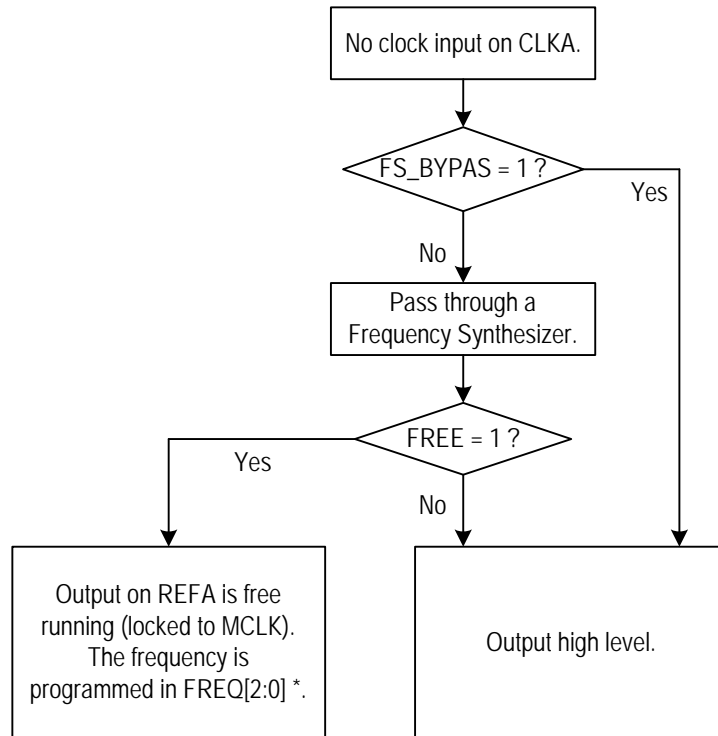 No clock input on CLKA.
FS_BYPAS = 1 ?
Yes
No
Pass through a
Frequency Synthesizer.
FREE = 1 ?
Yes
No
Output on REFA is free
running (locked to MCLK).
The frequency is
programmed in FREQ[2:0] *.
Output high level.